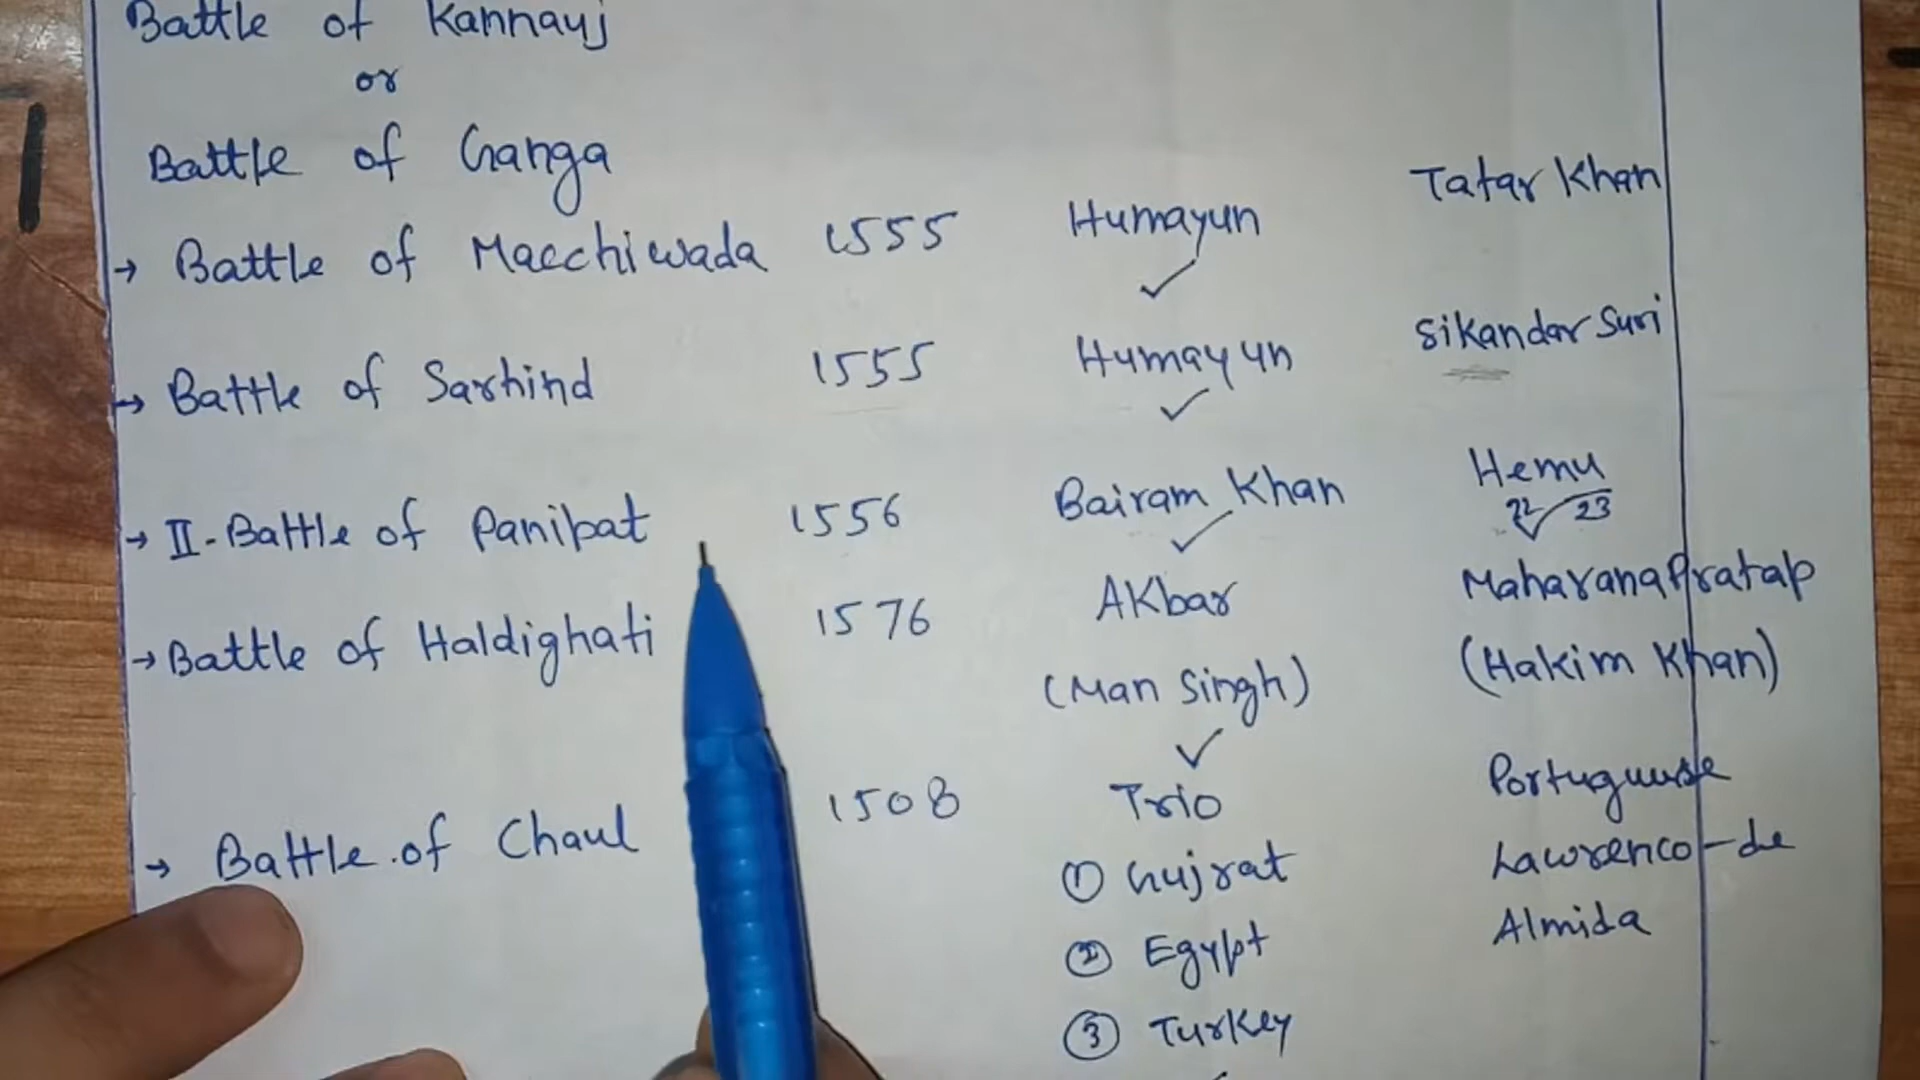 Battle of Kannauj
or
Battle of Ganga
→ Battle of Macchiwada 1555 Humayun ✓ Tatar Khan
→ Battle of Sarhind 1555 Humayun ✓ Sikandar Suri
→ II-Battle of Panipat 1556 Bairam Khan ✓ Hemu
22 ✓ 23
→ Battle of Haldighati 1576 Akbar Maharana Pratap
(Man Singh) ✓ (Hakim Khan)
→ Battle of Chaul 1508 Trio Portuguese
① Gujrat Lawrenco-de
② Egypt Almida
③ Turkey